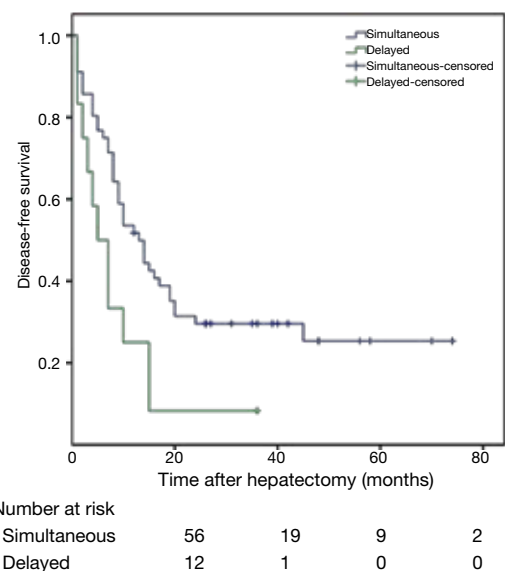 Simultaneous
Delayed
Simultaneous-censored
Delayed-censored
Disease-free survival
1.0
0.8
0.6
0.4
0.2
0 20 40 60 80
Time after hepatectomy (months)
Number at risk
Simultaneous 56 19 9 2
Delayed 12 1 0 0